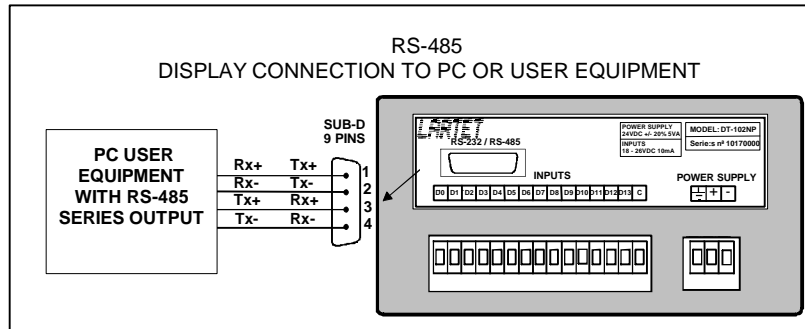 RS-485
DISPLAY CONNECTION TO PC OR USER EQUIPMENT
SUB-D
9 PINS
PC USER
EQUIPMENT
WITH RS-485
SERIES OUTPUT
Rx+ Tx+ 1
Rx- Tx- 2
Tx+ Rx+ 3
Tx- Rx- 4
LARTET
RS-232 / RS-485
POWER SUPPLY
24VDC +/- 20% 5VA
INPUTS
18 - 26VDC 10mA
MODEL: DT-102NP
Serie:s nº 10170000
INPUTS
D0 D1 D2 D3 D4 D5 D6 D7 D8 D9 D10 D11 D12 D13 C
POWER SUPPLY
+ -